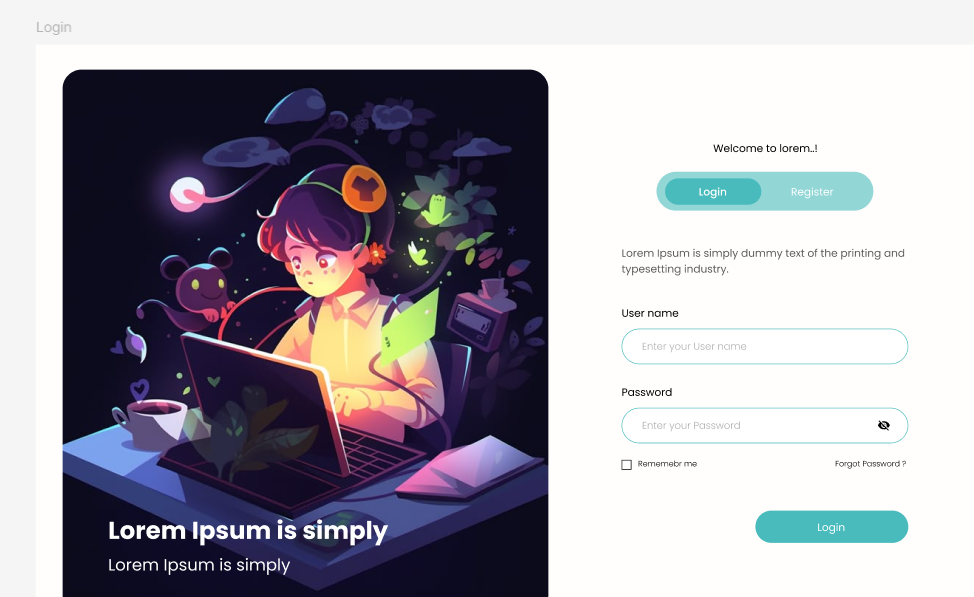 Login
Welcome to lorem..!
Login
Register
Lorem Ipsum is simply dummy text of the printing and
typesetting industry.
User name
Enter your User name
Password
Enter your Password
Rememebr me
Forgot Password ?
Login
Lorem Ipsum is simply
Lorem Ipsum is simply